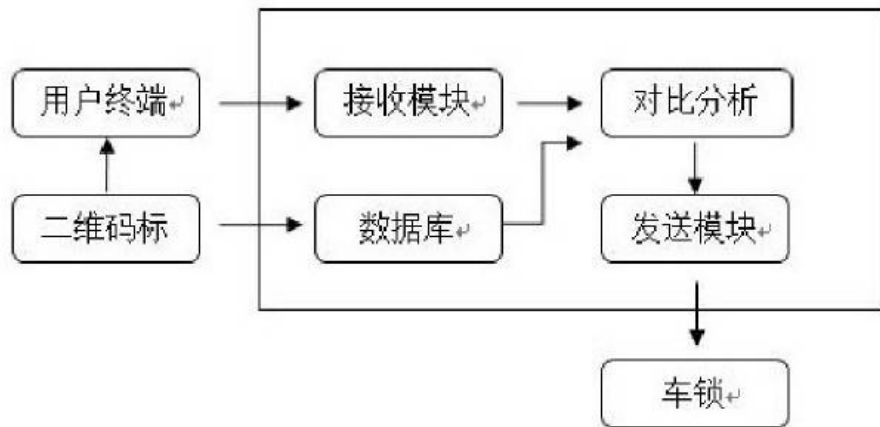 用户终端
接收模块
对比分析
二维码标
数据库
发送模块
车锁